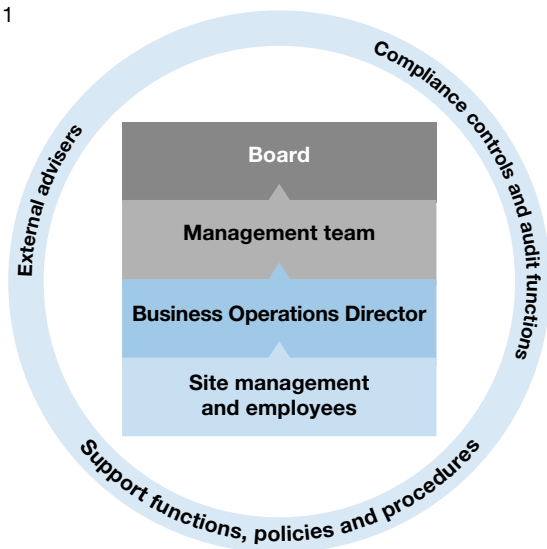 1
External advisers
Compliance controls and audit functions
Board
Management team
Business Operations Director
Site management
and employees
Support functions, policies and procedures